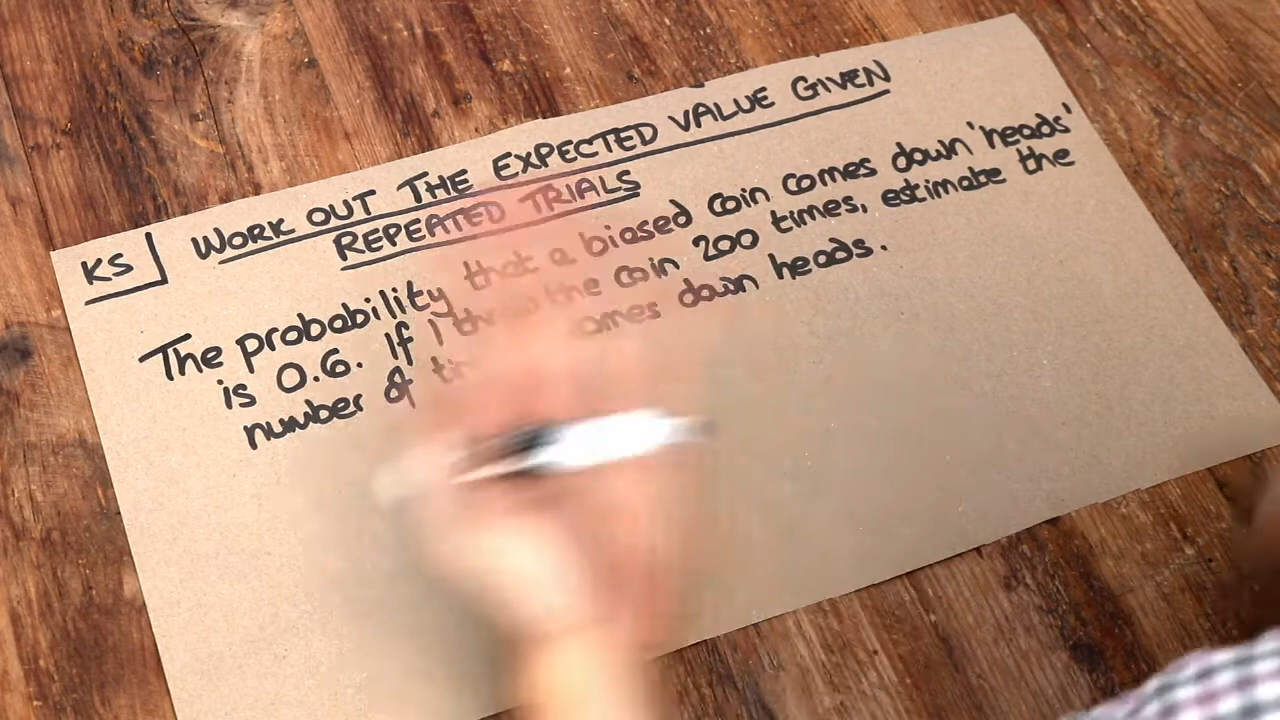 KS WORK OUT THE EXPECTED VALUE GIVEN
REPEATED TRIALS
The probability that a biased coin comes down 'heads'
is 0.6. If I throw the coin 200 times, estimate the
number of comes down heads.